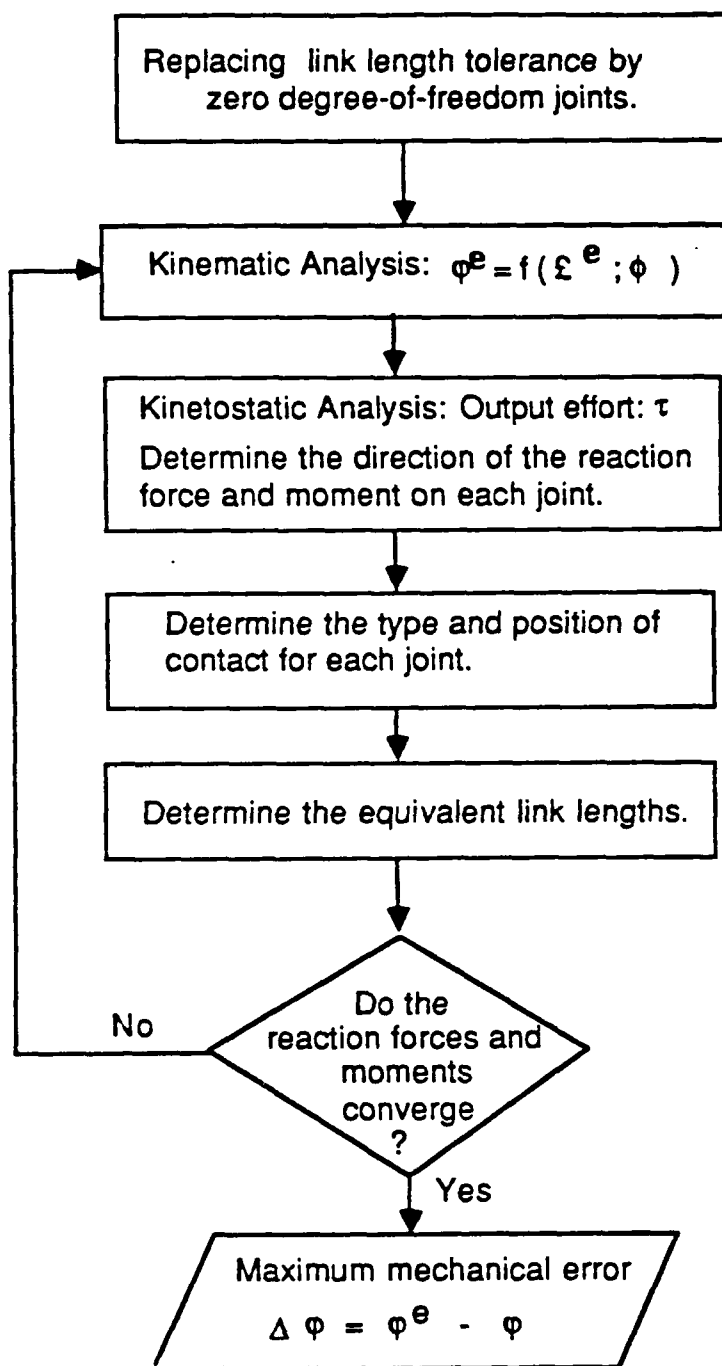 Replacing link length tolerance by
zero degree-of-freedom joints.
Kinematic Analysis: φᵉ = f ( £ ᵉ ; ϕ )
Kinetostatic Analysis: Output effort: τ
Determine the direction of the reaction
force and moment on each joint.
Determine the type and position of
contact for each joint.
Determine the equivalent link lengths.
Do the
reaction forces and
moments
converge
?
No
Yes
Maximum mechanical error
Δ φ = φᵉ - φ